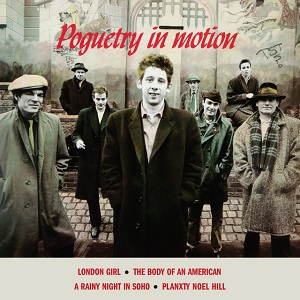 Poguetry in motion
LONDON GIRL • THE BODY OF AN AMERICAN
A RAINY NIGHT IN SOHO • PLANXTY NOEL HILL